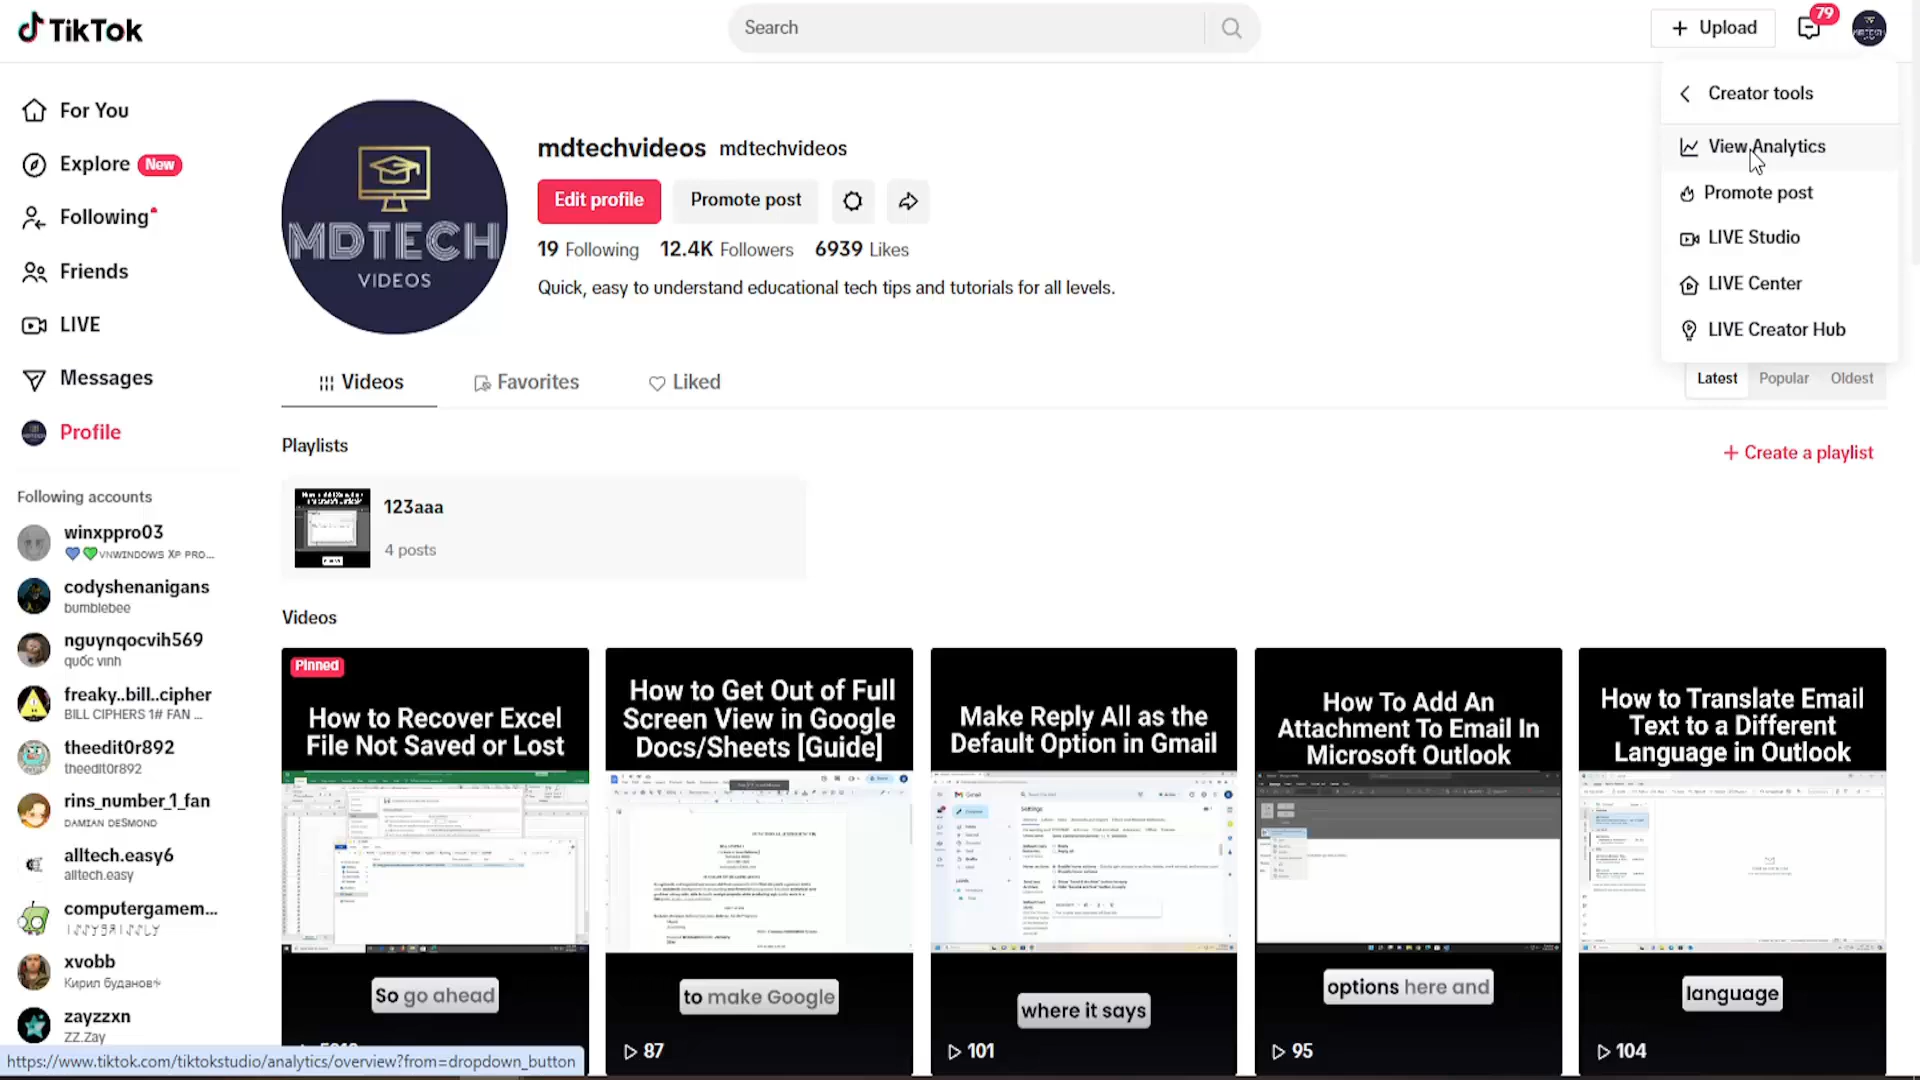 TikTok
Search
Upload
79
Creator tools
View Analytics
Promote post
LIVE Studio
LIVE Center
LIVE Creator Hub
For You
Explore New
Following
Friends
LIVE
Messages
Profile
Following accounts
winxppro03
💙💚VNWINDOWS XP PRO...
codyshenanigans
bumblebee
nguynqocvih569
quốc vinh
freaky..bill..cipher
BILL CIPHERS 1# FAN ...
theedit0r892
theedit0r892
rins_number_1_fan
DAMIAN DESMOND
alltech.easy6
alltech.easy
computergamem...
xvobb
Кирил буданов
zayzzxn
ZZ.Zay
MDTECH
VIDEOS
mdtechvideos mdtechvideos
Edit profile
Promote post
19 Following 12.4K Followers 6939 Likes
Quick, easy to understand educational tech tips and tutorials for all levels.
Videos
Favorites
Liked
Latest
Popular
Oldest
Playlists
+ Create a playlist
123aaa
4 posts
Videos
Pinned
How to Recover Excel
File Not Saved or Lost
So go ahead
How to Get Out of Full
Screen View in Google
Docs/Sheets [Guide]
to make Google
87
Make Reply All as the
Default Option in Gmail
where it says
101
How To Add An
Attachment To Email In
Microsoft Outlook
options here and
95
How to Translate Email
Text to a Different
Language in Outlook
language
104
https://www.tiktok.com/tiktokstudio/analytics/overview?from=dropdown_button